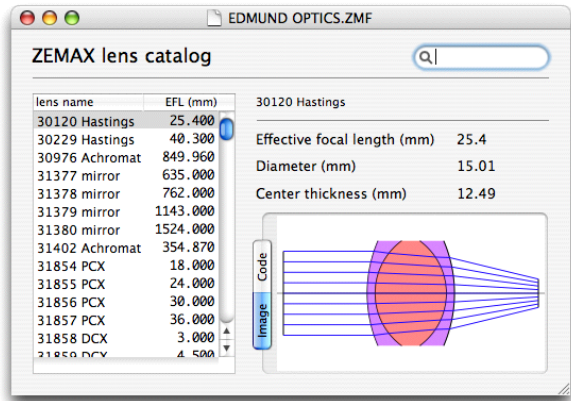 EDMUND OPTICS.ZMF
ZEMAX lens catalog
lens name EFL (mm)
30120 Hastings 25.400
30229 Hastings 40.300
30976 Achromat 849.960
31377 mirror 635.000
31378 mirror 762.000
31379 mirror 1143.000
31380 mirror 1524.000
31402 Achromat 354.870
31854 PCX 18.000
31855 PCX 24.000
31856 PCX 30.000
31857 PCX 36.000
31858 DCX 3.000
31859 DCX 4.500
30120 Hastings
Effective focal length (mm) 25.4
Diameter (mm) 15.01
Center thickness (mm) 12.49
Code
Image